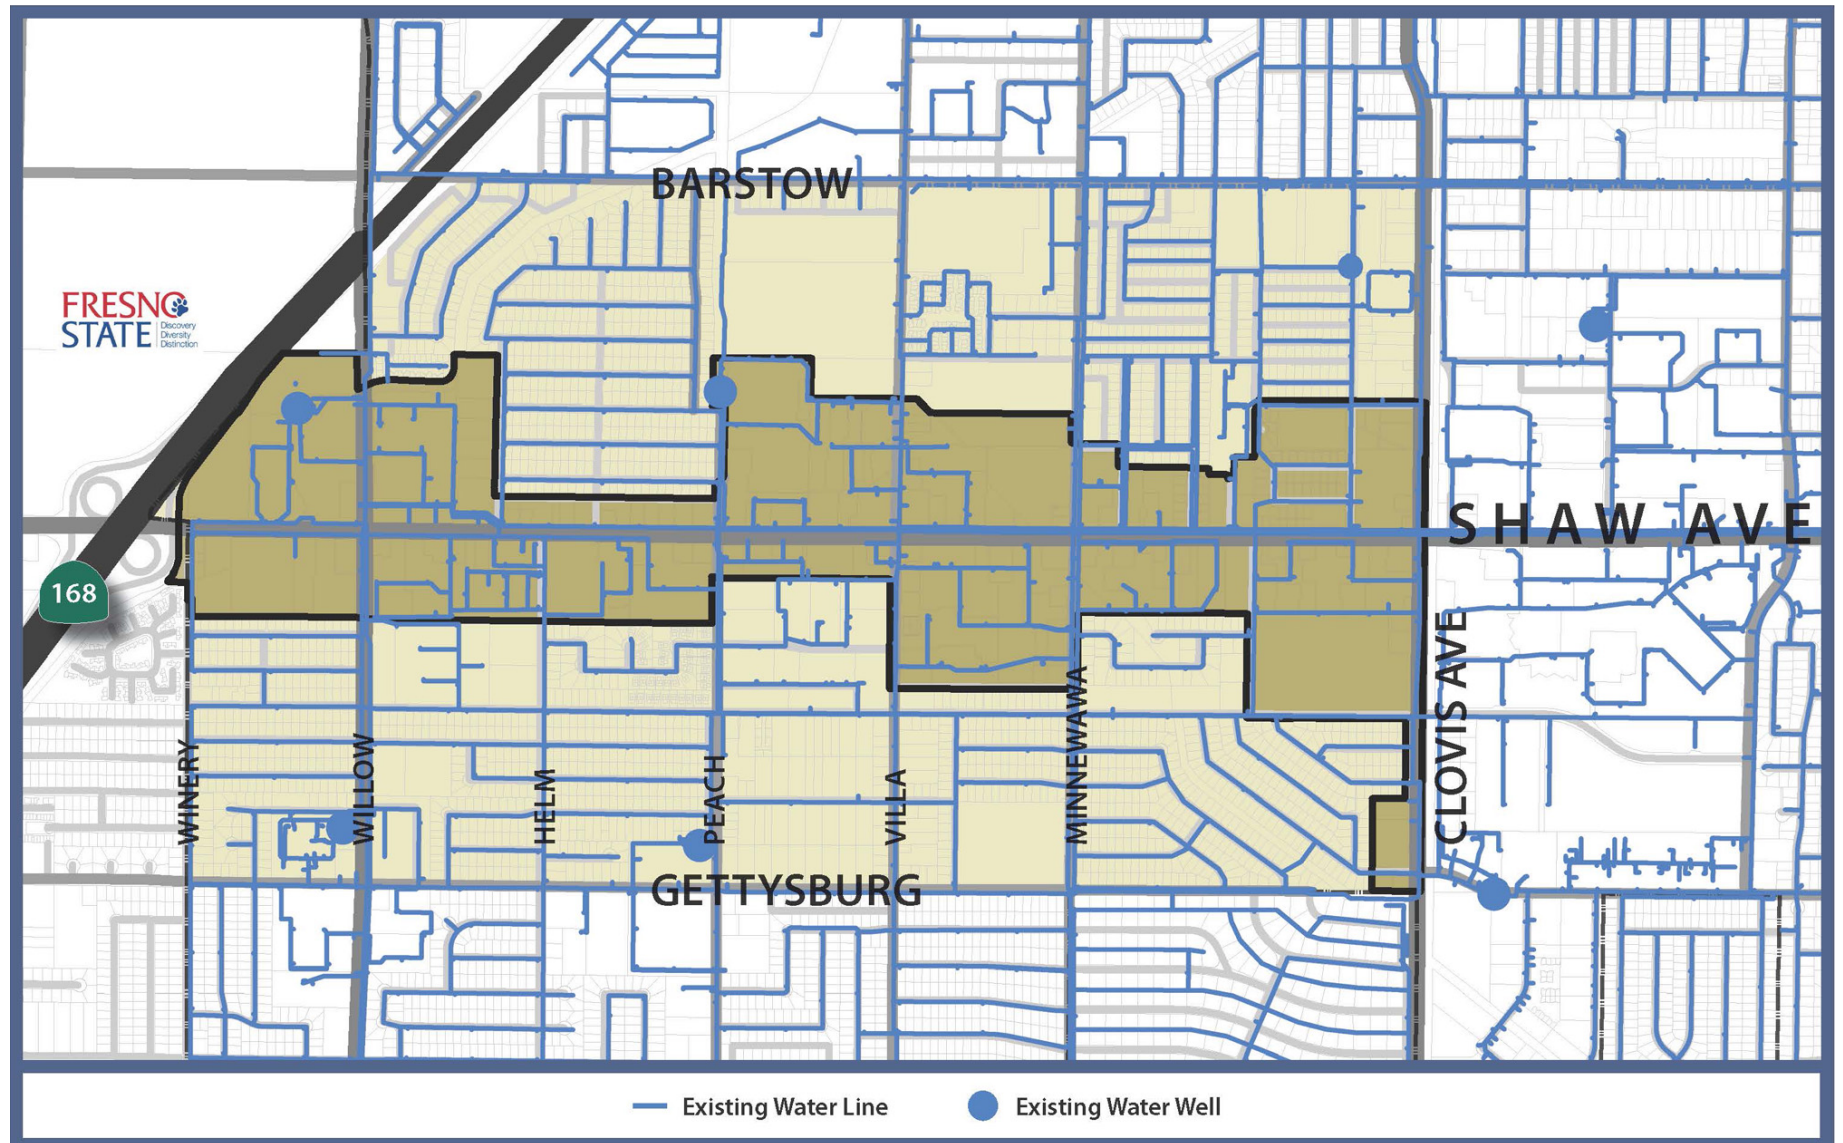 BARSTOW
FRESNO
STATE
Discovery
Diversity
Distinction
SHAW AVE
168
CLOVIS AVE
WINERY
WILLOW
HELM
PEACH
VILLA
MINNEWAWA
GETTYSBURG
Existing Water Line
Existing Water Well